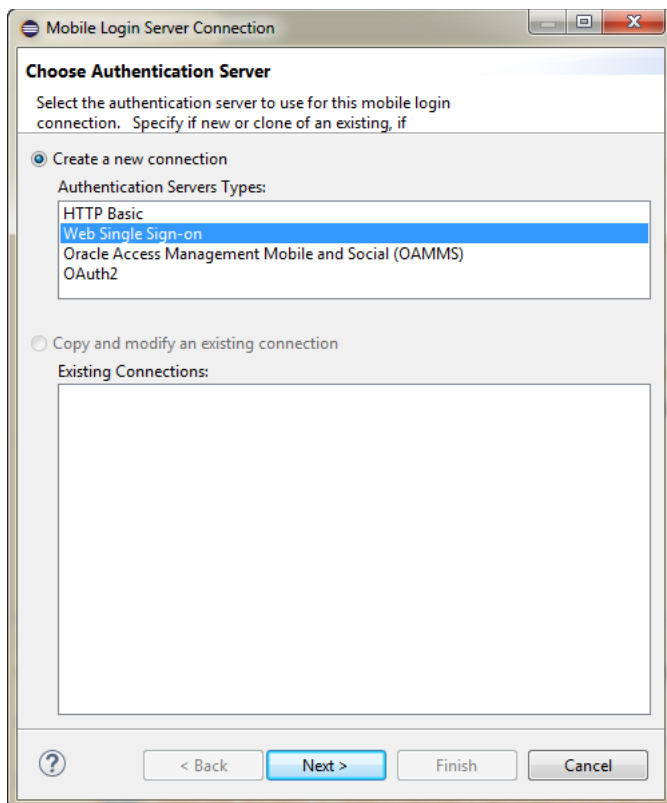 Mobile Login Server Connection
Choose Authentication Server
Select the authentication server to use for this mobile login
connection. Specify if new or clone of an existing, if
Create a new connection
Authentication Servers Types:
HTTP Basic
Web Single Sign-on
Oracle Access Management Mobile and Social (OAMMS)
OAuth2
Copy and modify an existing connection
Existing Connections:
? < Back Next > Finish Cancel